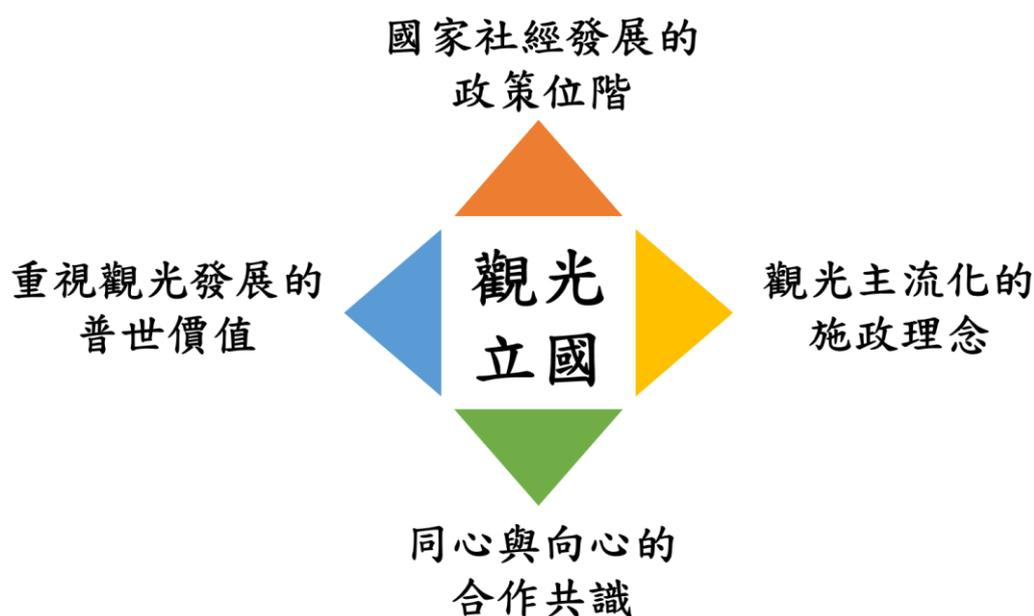 國家社經發展的
政策位階
重視觀光發展的
普世價值
觀光
立國
觀光主流化的
施政理念
同心與向心的
合作共識